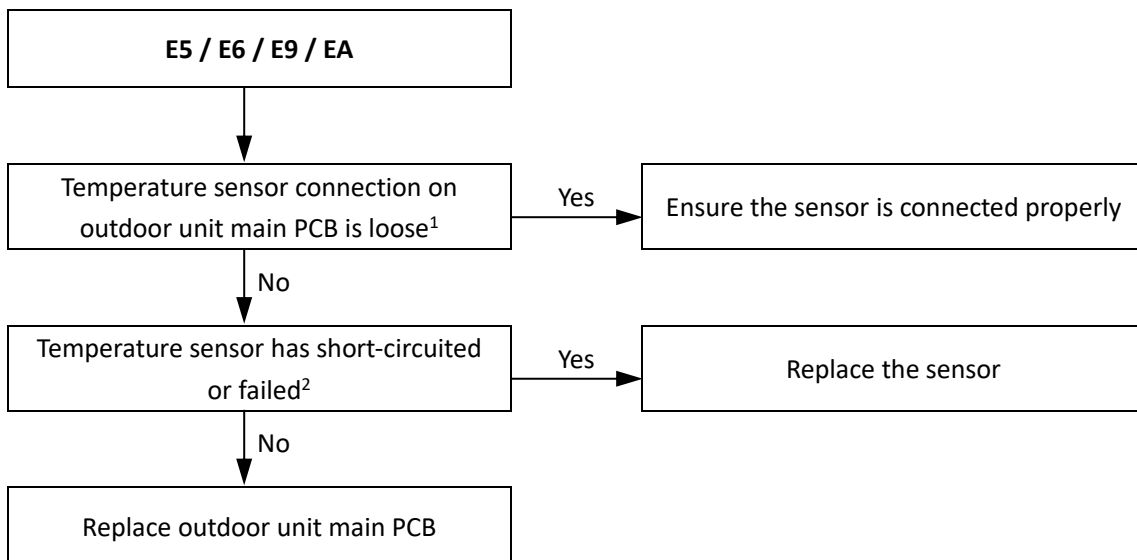 E5 / E6 / E9 / EA
Temperature sensor connection on
outdoor unit main PCB is loose¹
Yes
Ensure the sensor is connected properly
No
Temperature sensor has short-circuited
or failed²
Yes
Replace the sensor
No
Replace outdoor unit main PCB